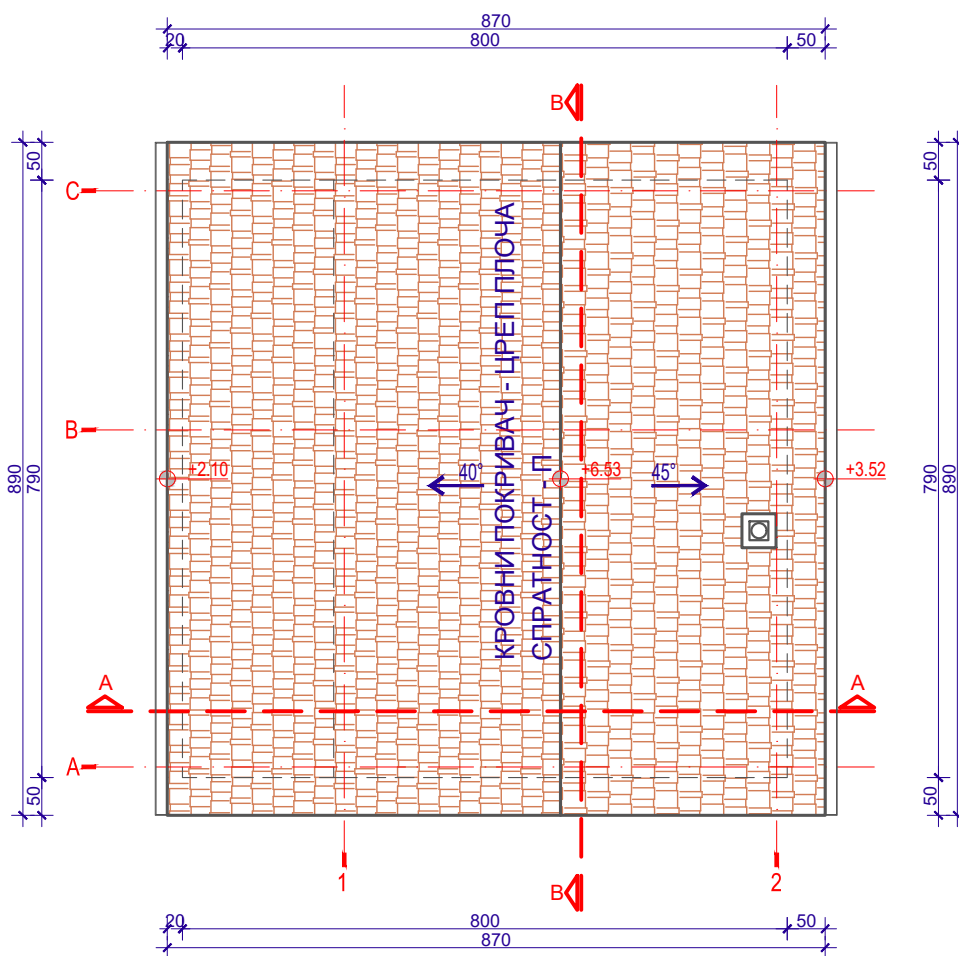 870
20 800 50
B
50 50
C
КРОВНИ ПОКРИВАЧ - ЦРЕП ПЛОЧА
СПРАТНОСТ - П
B
+2.10 40° +6.53 45° +3.52
890 790 790 890
A A
A
50 50
1 2
B
20 800 50
870